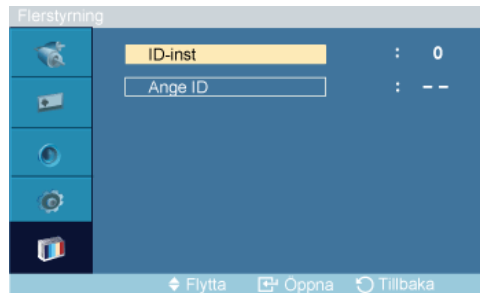 Flerstyrning
ID-inst : 0
Ange ID : --
Flytta Öppna Tillbaka